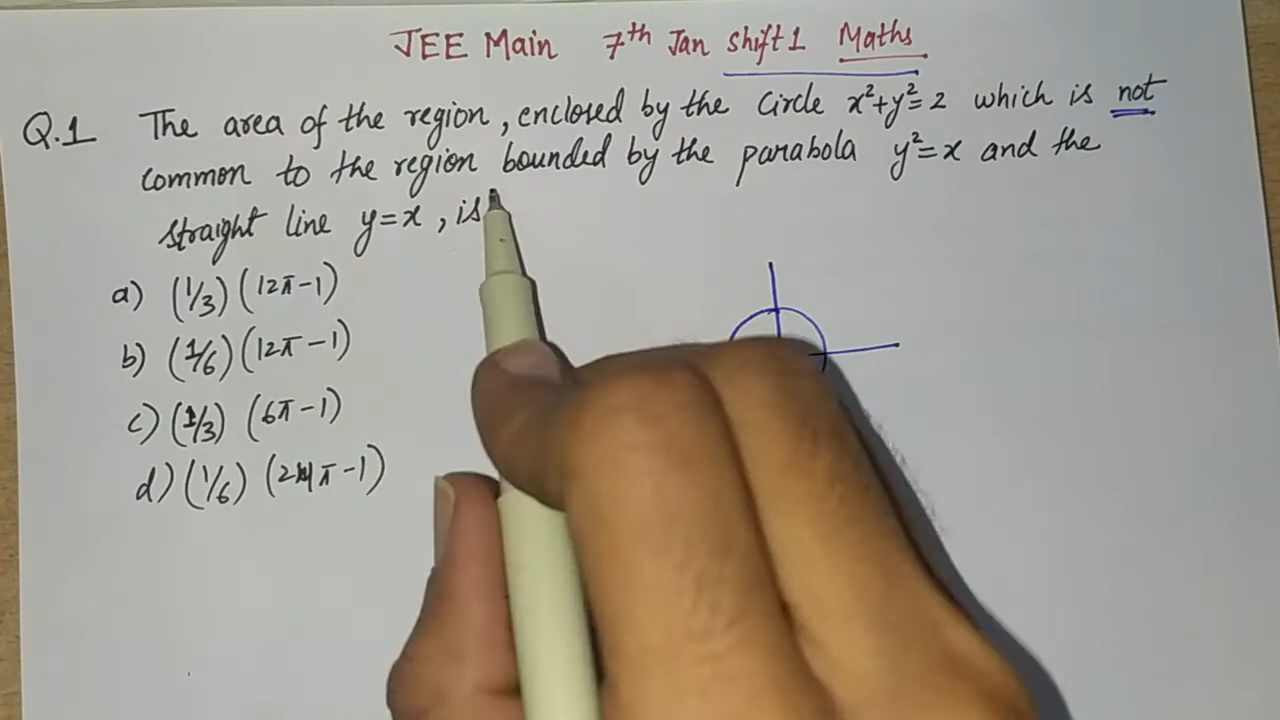 JEE Main 7th Jan Shift 1 Maths
Q.1 The area of the region, enclosed by the Circle x²+y²=2 which is not
common to the region bounded by the parabola y²=x and the
straight line y=x, is
a) (1/3) (12π-1)
b) (1/6) (12π-1)
c) (1/3) (6π-1)
d) (1/6) (24π-1)